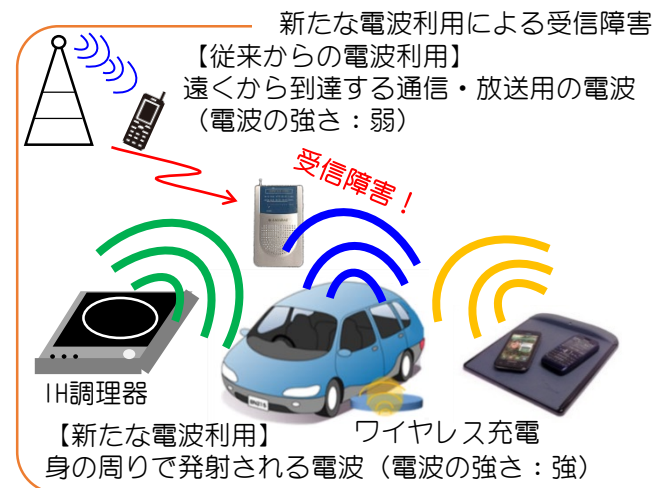 新たな電波利用による受信障害
【従来からの電波利用】
遠くから到達する通信・放送用の電波
（電波の強さ：弱）
受信障害！
IH調理器
ワイヤレス充電
【新たな電波利用】
身の周りで発射される電波（電波の強さ：強）